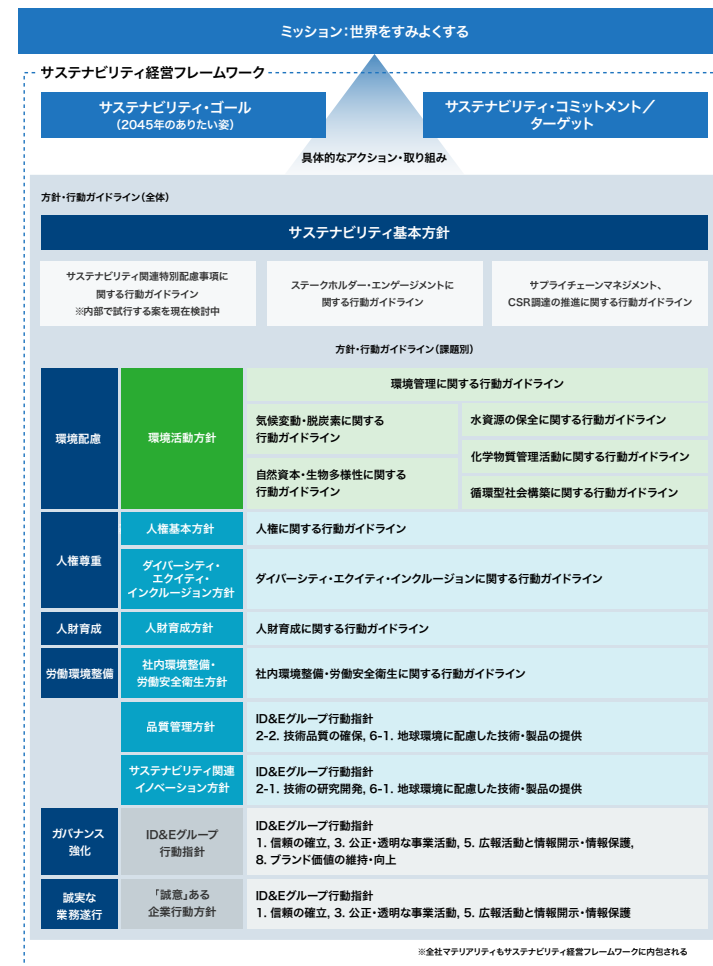 ミッション：世界をすみよくする
サステナビリティ経営フレームワーク
サステナビリティ・ゴール
（2045年のありたい姿）
サステナビリティ・コミットメント／
ターゲット
具体的なアクション・取り組み
方針・行動ガイドライン（全体）
サステナビリティ基本方針
サステナビリティ関連特別配慮事項に
関する行動ガイドライン
※内部で試行する案を現在検討中
ステークホルダー・エンゲージメントに
関する行動ガイドライン
サプライチェーンマネジメント、
CSR調達の推進に関する行動ガイドライン
方針・行動ガイドライン（課題別）
環境配慮
環境活動方針
環境管理に関する行動ガイドライン
気候変動・脱炭素に関する
行動ガイドライン
自然資本・生物多様性に関する
行動ガイドライン
水資源の保全に関する行動ガイドライン
化学物質管理活動に関する行動ガイドライン
循環型社会構築に関する行動ガイドライン
人権尊重
人権基本方針
人権に関する行動ガイドライン
ダイバーシティ・
エクイティ・
インクルージョン方針
ダイバーシティ・エクイティ・インクルージョンに関する行動ガイドライン
人財育成
人財育成方針
人財育成に関する行動ガイドライン
労働環境整備
社内環境整備・
労働安全衛生方針
社内環境整備・労働安全衛生に関する行動ガイドライン
品質管理方針
ID&Eグループ行動指針
2-2. 技術品質の確保, 6-1. 地球環境に配慮した技術・製品の提供
サステナビリティ関連
イノベーション方針
ID&Eグループ行動指針
2-1. 技術の研究開発, 6-1. 地球環境に配慮した技術・製品の提供
ガバナンス
強化
ID&Eグループ
行動指針
ID&Eグループ行動指針
1. 信頼の確立, 3. 公正・透明な事業活動, 5. 広報活動と情報開示・情報保護,
8. ブランド価値の維持・向上
誠実な
業務遂行
「誠意」ある
企業行動方針
ID&Eグループ行動指針
1. 信頼の確立, 3. 公正・透明な事業活動, 5. 広報活動と情報開示・情報保護
※全社マテリアリティもサステナビリティ経営フレームワークに内包される